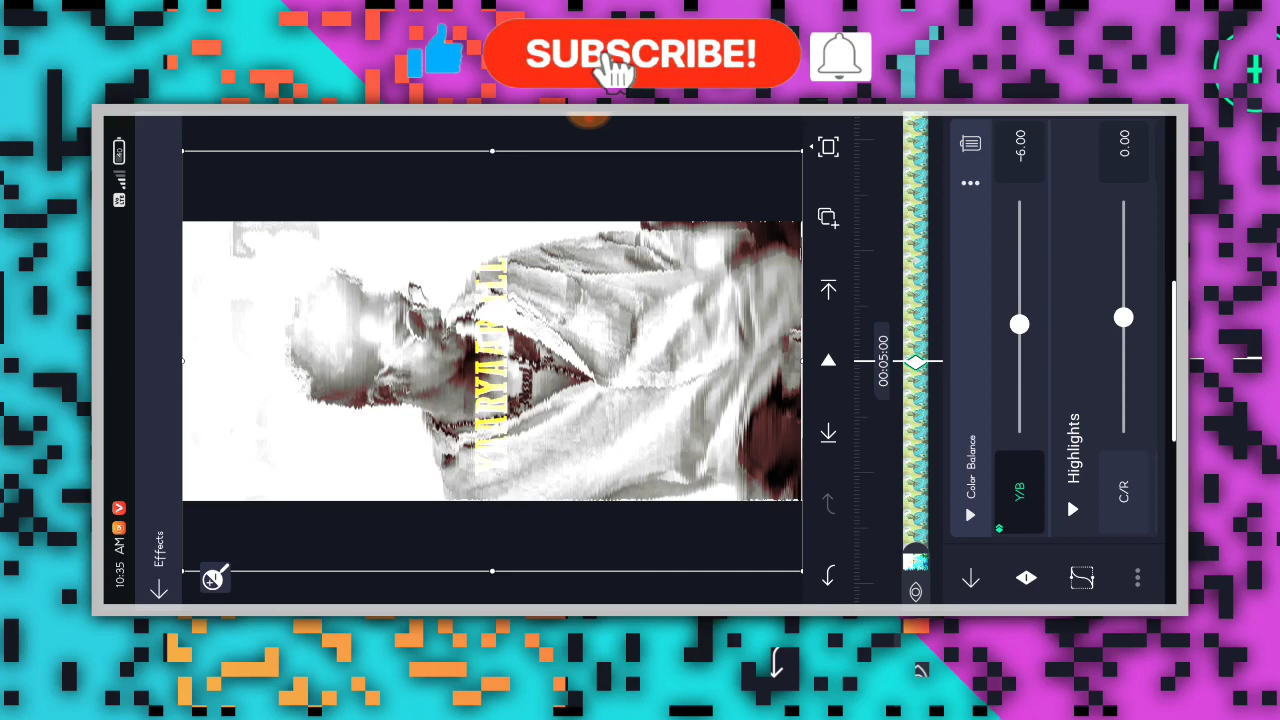 SUBSCRIBE!
10:35 AM
Effects
00:05:00
Color Balance
Y/B
-6.00
Highlights
0.00